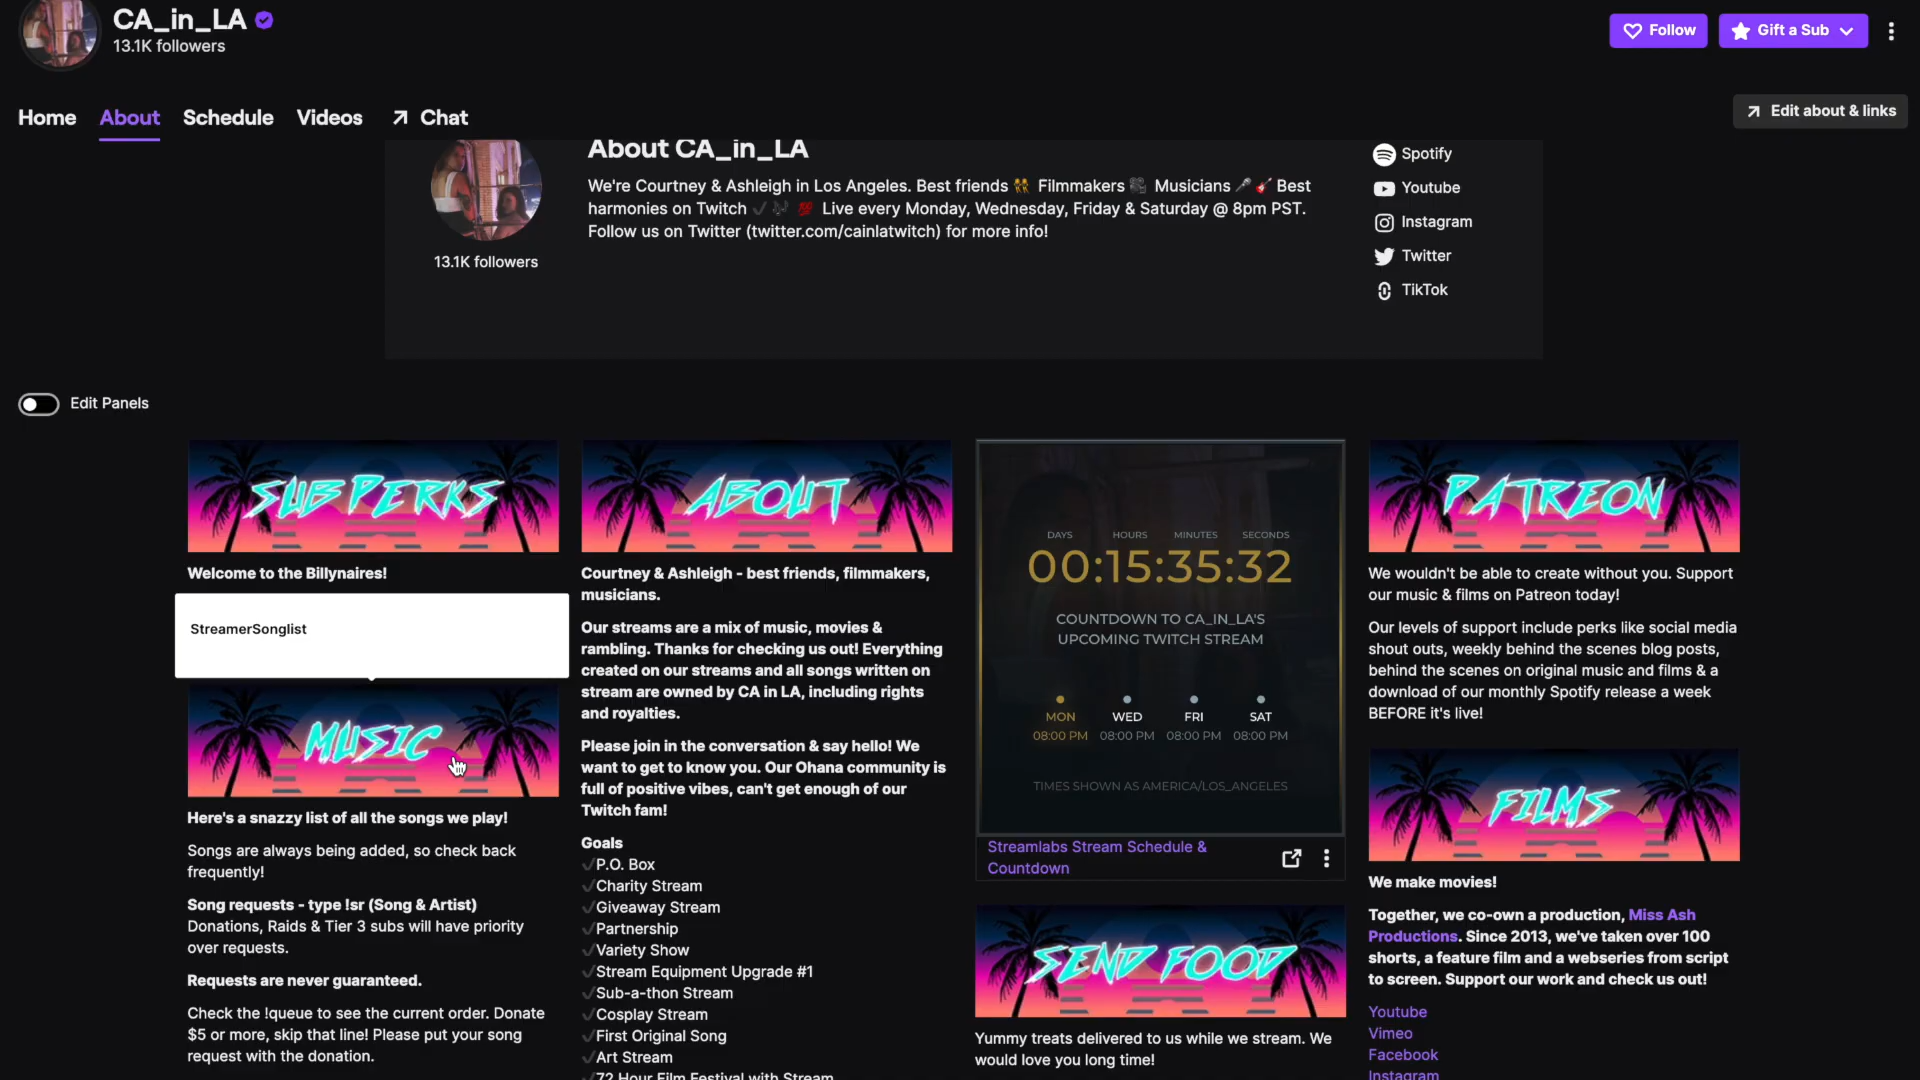 CA_in_LA
13.1K followers
Follow
Gift a Sub
Home
About
Schedule
Videos
Chat
Edit about & links
About CA_in_LA
We're Courtney & Ashleigh in Los Angeles. Best friends 👯 Filmmakers 🎥 Musicians 🎤🎸 Best
harmonies on Twitch ✔🎶 💯 Live every Monday, Wednesday, Friday & Saturday @ 8pm PST.
Follow us on Twitter (twitter.com/cainlatwitch) for more info!
13.1K followers
Spotify
Youtube
Instagram
Twitter
TikTok
Edit Panels
SUB PERKS
Welcome to the Billynaires!
StreamerSonglist
MUSIC
Here's a snazzy list of all the songs we play!
Songs are always being added, so check back
frequently!
Song requests - type !sr (Song & Artist)
Donations, Raids & Tier 3 subs will have priority
over requests.
Requests are never guaranteed.
Check the !queue to see the current order. Donate
$5 or more, skip that line! Please put your song
request with the donation.
ABOUT
Courtney & Ashleigh - best friends, filmmakers,
musicians.
Our streams are a mix of music, movies &
rambling. Thanks for checking us out! Everything
created on our streams and all songs written on
stream are owned by CA in LA, including rights
and royalties.
Please join in the conversation & say hello! We
want to get to know you. Our Ohana community is
full of positive vibes, can't get enough of our
Twitch fam!
Goals
✔P.O. Box
✔Charity Stream
✔Giveaway Stream
✔Partnership
✔Variety Show
✔Stream Equipment Upgrade #1
✔Sub-a-thon Stream
✔Cosplay Stream
✔First Original Song
✔Art Stream
✔72 Hour Film Festival with Stream
DAYS HOURS MINUTES SECONDS
00:15:35:32
COUNTDOWN TO CA_IN_LA'S
UPCOMING TWITCH STREAM
MON WED FRI SAT
08:00 PM 08:00 PM 08:00 PM 08:00 PM
TIMES SHOWN AS AMERICA/LOS_ANGELES
Streamlabs Stream Schedule &
Countdown
SEND FOOD
Yummy treats delivered to us while we stream. We
would love you long time!
PATREON
We wouldn't be able to create without you. Support
our music & films on Patreon today!
Our levels of support include perks like social media
shout outs, weekly behind the scenes blog posts,
behind the scenes on original music and films & a
download of our monthly Spotify release a week
BEFORE it's live!
FILMS
We make movies!
Together, we co-own a production, Miss Ash
Productions. Since 2013, we've taken over 100
shorts, a feature film and a webseries from script
to screen. Support our work and check us out!
Youtube
Vimeo
Facebook
Instagram